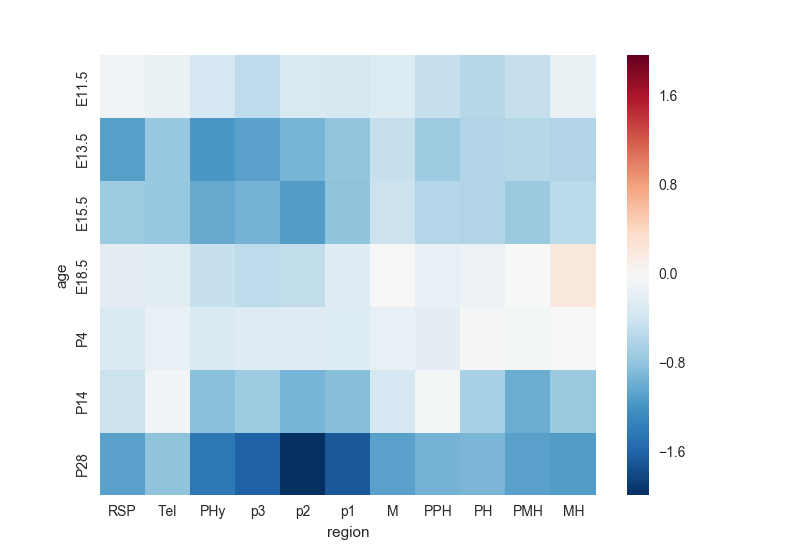 age
E11.5
E13.5
E15.5
E18.5
P4
P14
P28
RSP Tel PHy p3 p2 p1 M PPH PH PMH MH
region
1.6
0.8
0.0
−0.8
−1.6